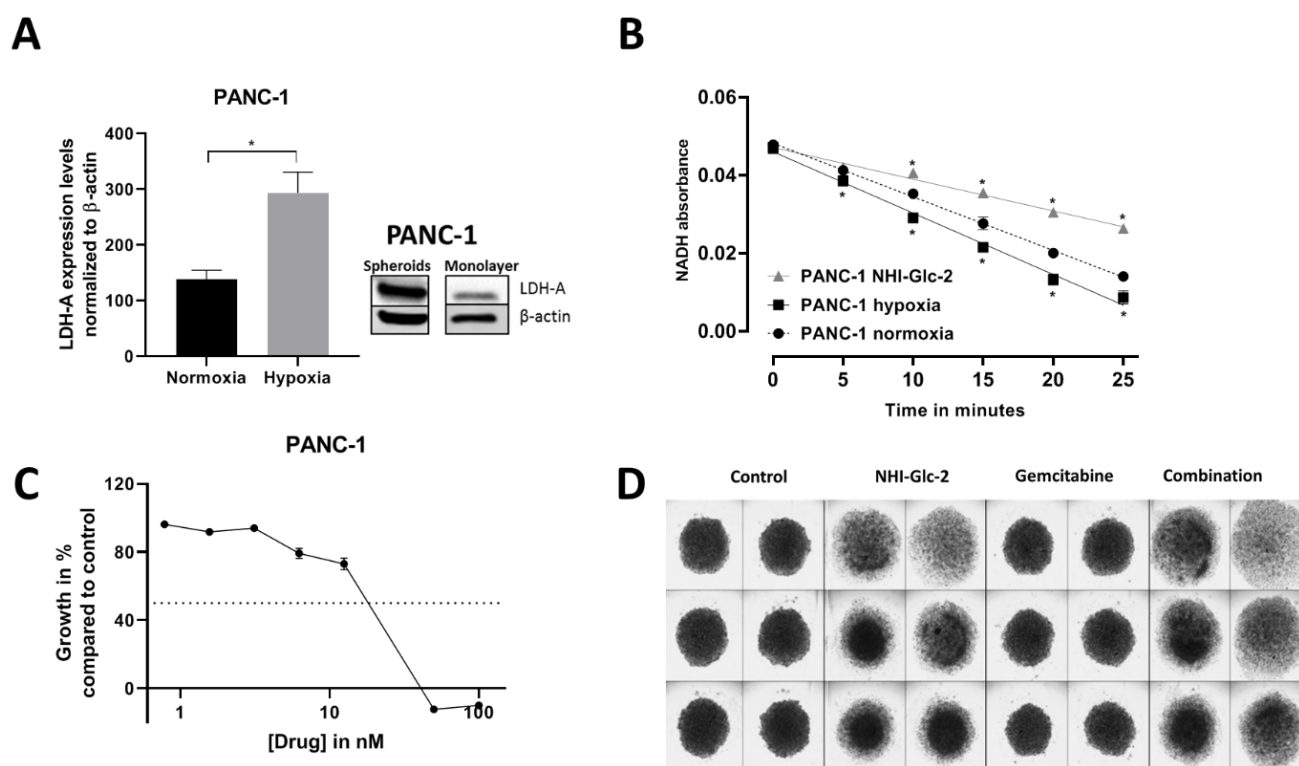 A
PANC-1
LDH-A expression levels
normalized to β-actin
400
300
200
100
0
*
Normoxia
Hypoxia
PANC-1
Spheroids
Monolayer
LDH-A
β-actin
B
NADH absorbance
0.06
0.04
0.02
0.00
*
*
*
*
*
*
*
*
*
PANC-1 NHI-Glc-2
PANC-1 hypoxia
PANC-1 normoxia
0 5 10 15 20 25
Time in minutes
C
PANC-1
Growth in %
compared to control
120
80
40
0
1 10 100
[Drug] in nM
D
Control NHI-Glc-2 Gemcitabine Combination